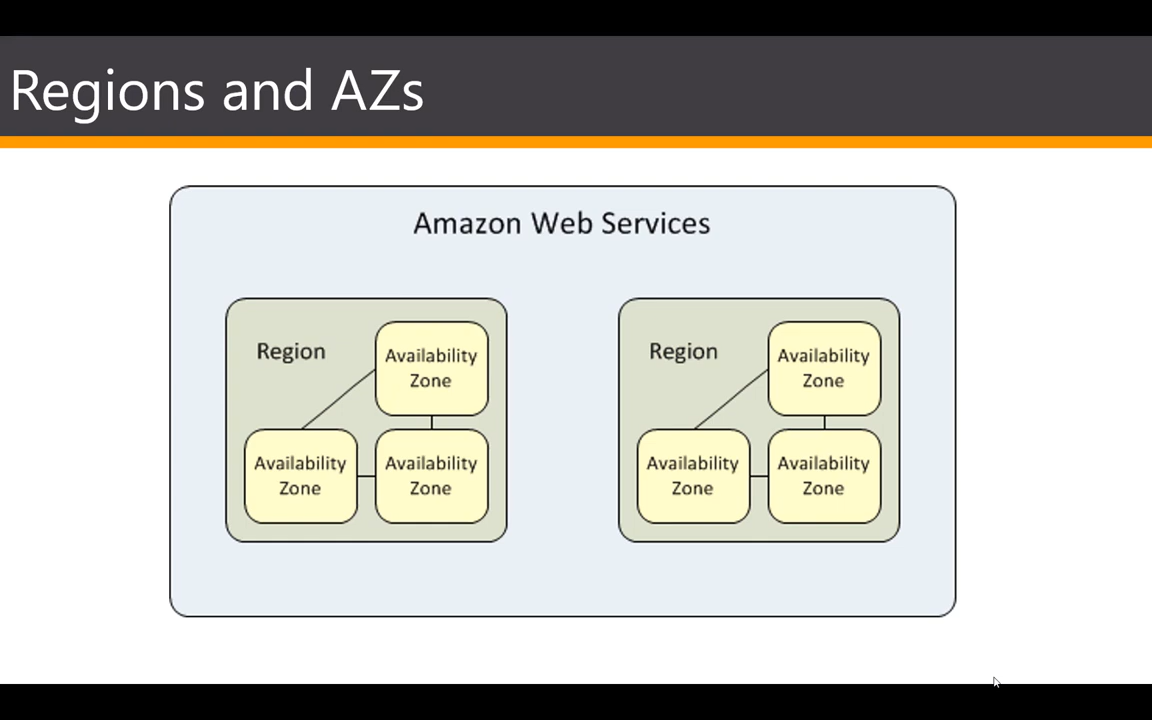 Regions and AZs
Amazon Web Services
Region
Availability
Zone
Availability
Zone
Availability
Zone
Region
Availability
Zone
Availability
Zone
Availability
Zone